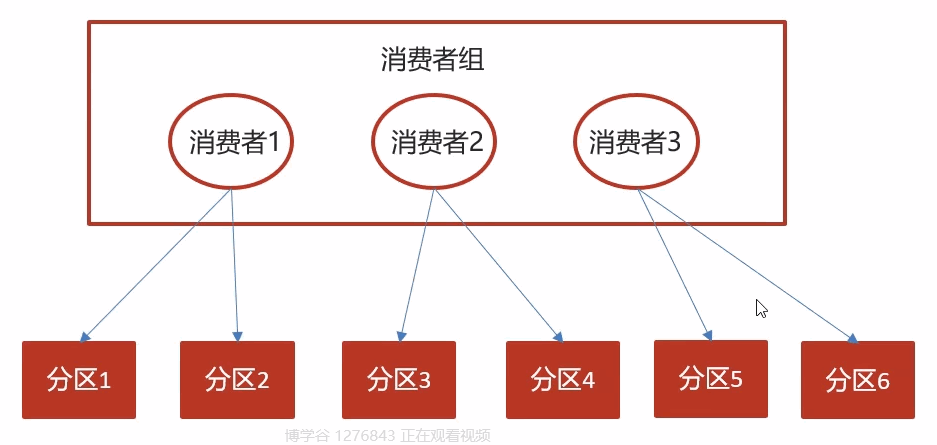 消费者组
消费者1 消费者2 消费者3
分区1 分区2 分区3 分区4 分区5 分区6
博学谷 1276843 正在观看视频